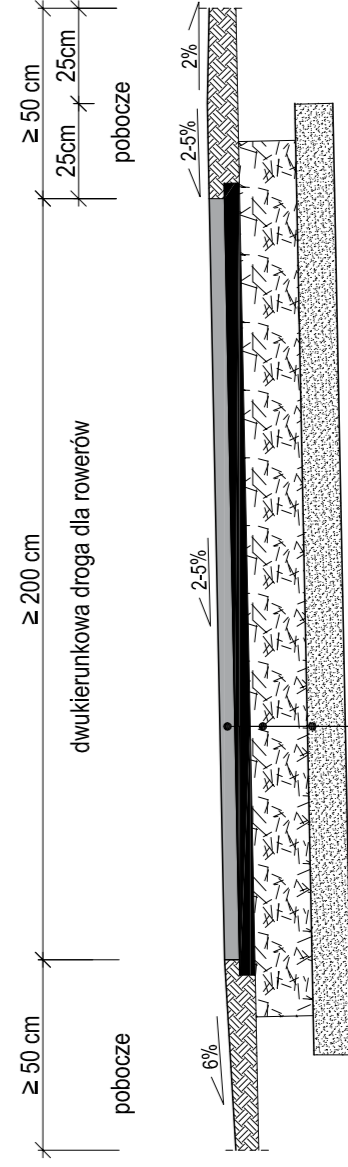 ≥ 50 cm
≥ 200 cm
≥ 50 cm
25cm
25cm
pobocze
dwukierunkowa droga dla rowerów
pobocze
6%
2-5%
2-5%
2%